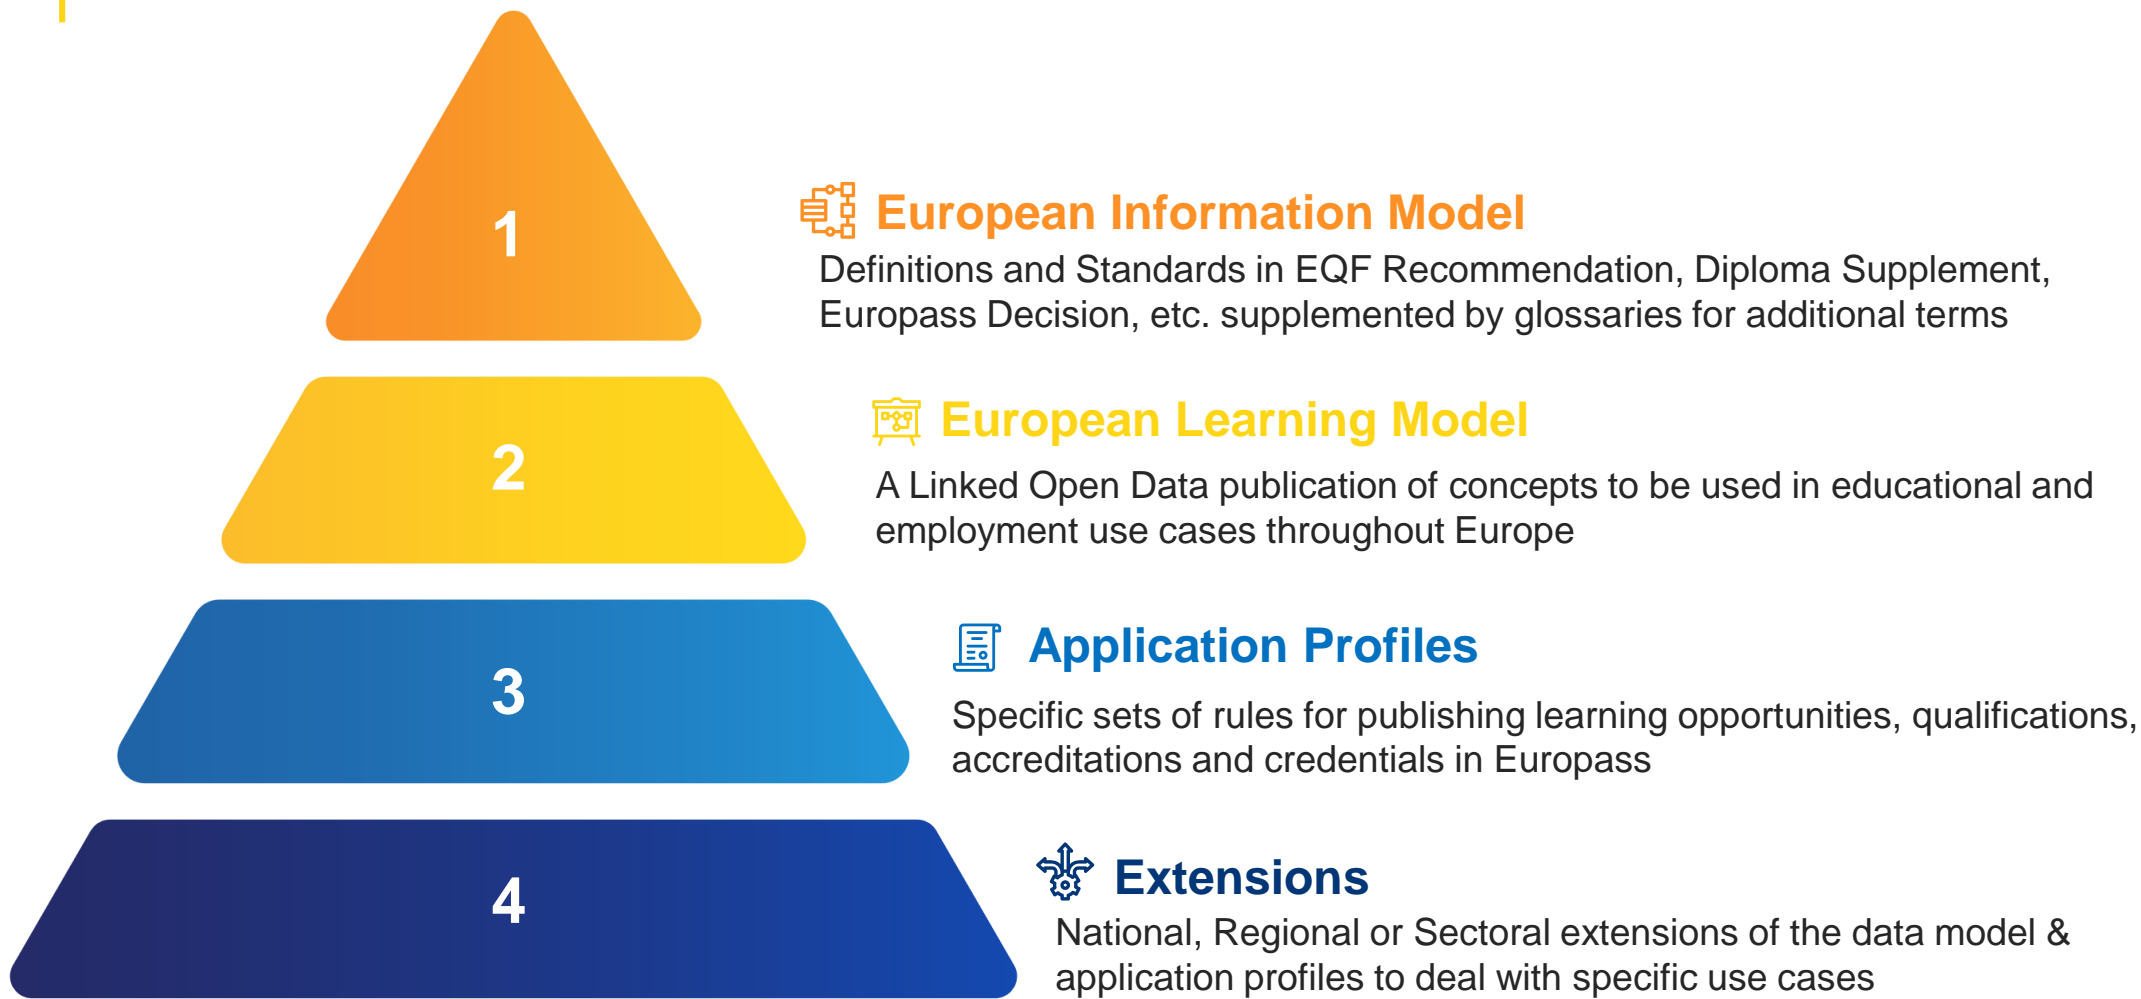 1
European Information Model
Definitions and Standards in EQF Recommendation, Diploma Supplement,
Europass Decision, etc. supplemented by glossaries for additional terms
2
European Learning Model
A Linked Open Data publication of concepts to be used in educational and
employment use cases throughout Europe
3
Application Profiles
Specific sets of rules for publishing learning opportunities, qualifications,
accreditations and credentials in Europass
4
Extensions
National, Regional or Sectoral extensions of the data model &
application profiles to deal with specific use cases